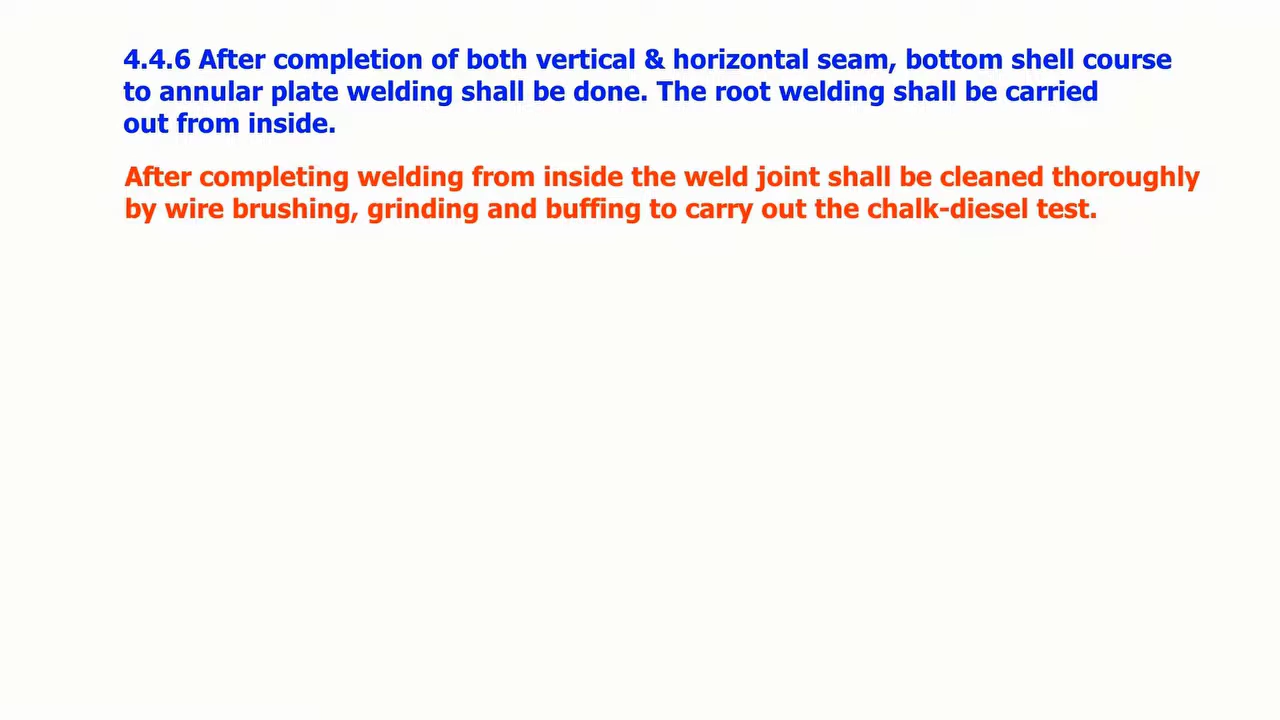 4.4.6 After completion of both vertical & horizontal seam, bottom shell course
to annular plate welding shall be done. The root welding shall be carried
out from inside.
After completing welding from inside the weld joint shall be cleaned thoroughly
by wire brushing, grinding and buffing to carry out the chalk-diesel test.